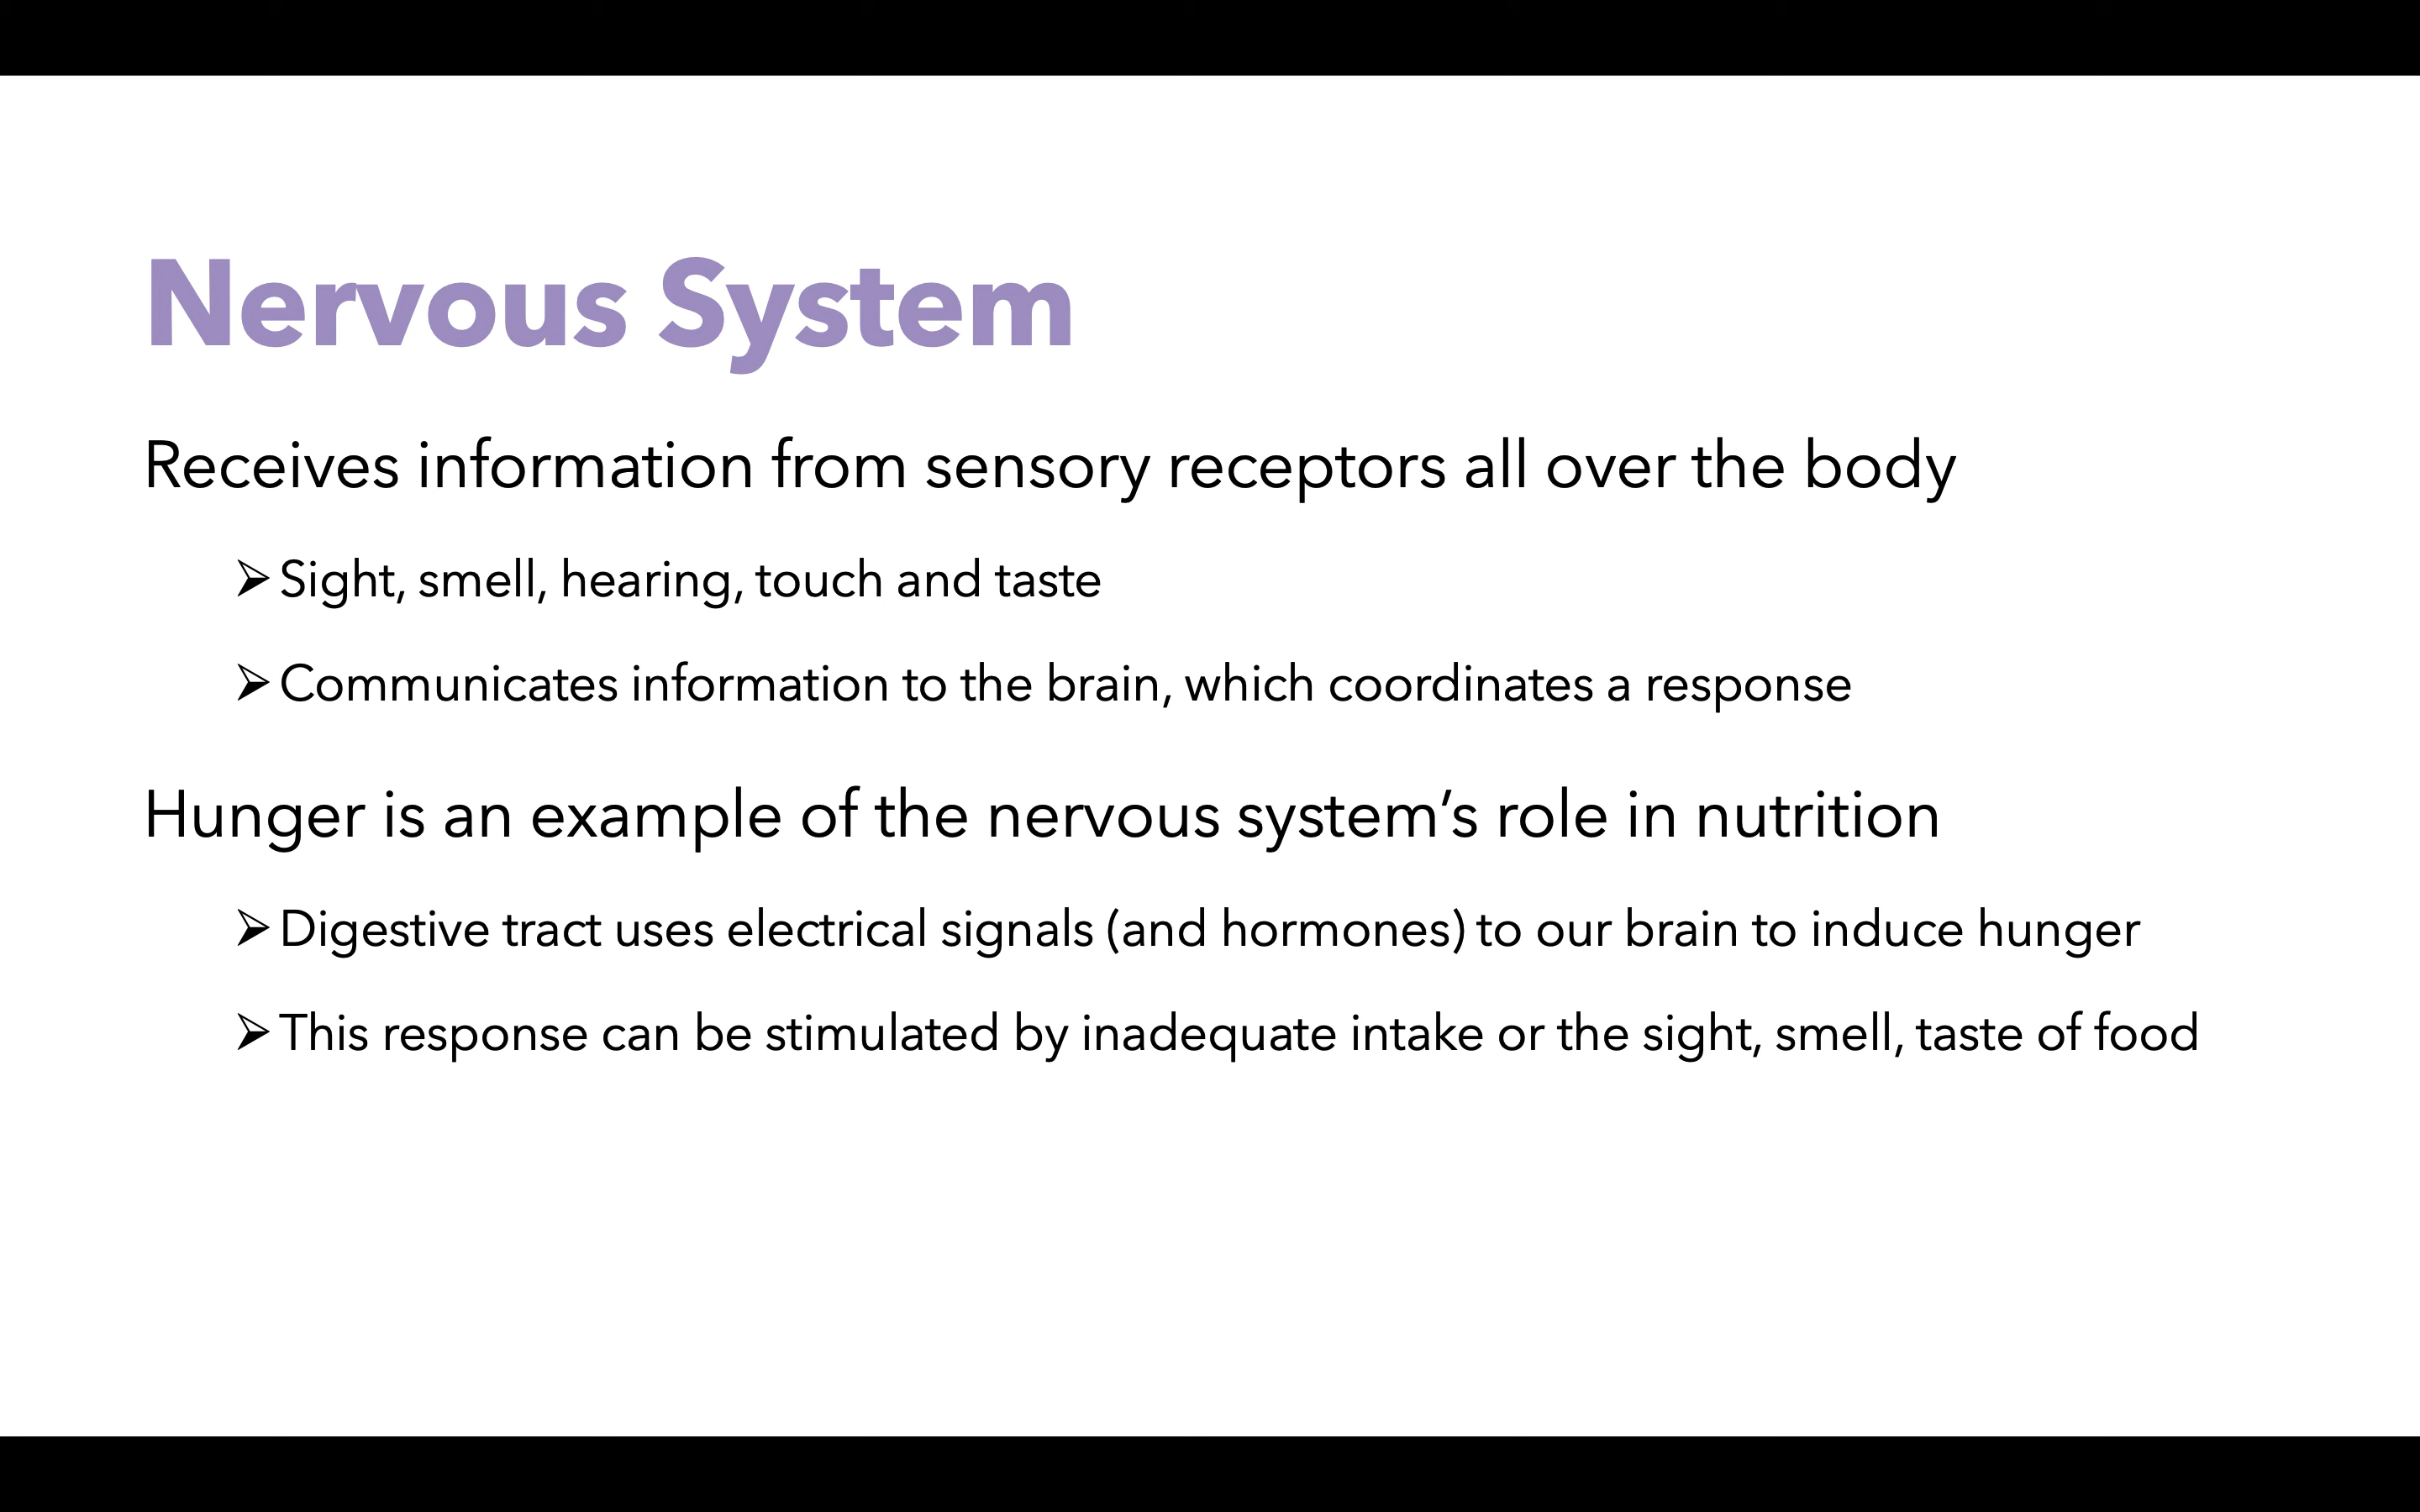 Nervous System
Receives information from sensory receptors all over the body
➢ Sight, smell, hearing, touch and taste
➢ Communicates information to the brain, which coordinates a response
Hunger is an example of the nervous system’s role in nutrition
➢ Digestive tract uses electrical signals (and hormones) to our brain to induce hunger
➢ This response can be stimulated by inadequate intake or the sight, smell, taste of food